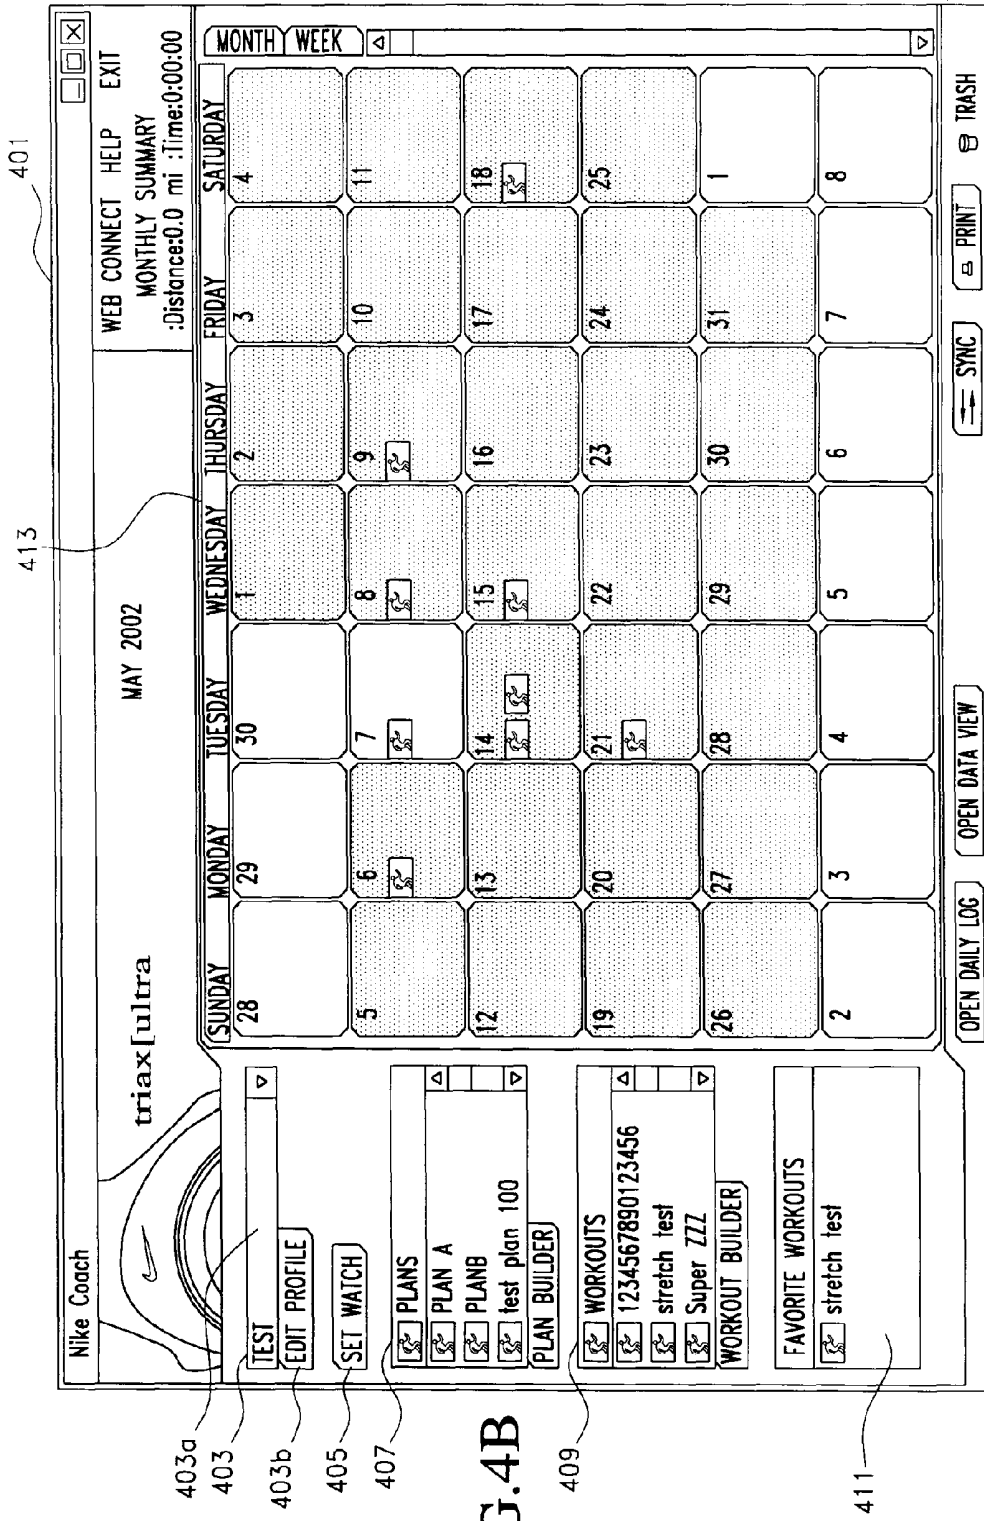 401
413
Nike Coach
triax[ultra
MAY 2002
WEB CONNECT HELP EXIT
MONTHLY SUMMARY
:Distance:0.0 mi :Time:0:00:00
403a
403
403b
405
407
409
411
TEST
EDIT PROFILE
SET WATCH
PLANS
PLAN A
PLANB
test plan 100
PLAN BUILDER
WORKOUTS
1234567890123456
stretch test
Super ZZZ
WORKOUT BUILDER
FAVORITE WORKOUTS
stretch test
SUNDAY MONDAY TUESDAY WEDNESDAY THURSDAY FRIDAY SATURDAY
28 29 30 1 2 3 4
5 6 7 8 9 10 11
12 13 14 15 16 17 18
19 20 21 22 23 24 25
26 27 28 29 30 31 1
2 3 4 5 6 7 8
MONTH WEEK
OPEN DAILY LOG OPEN DATA VIEW SYNC PRINT TRASH
G.4B